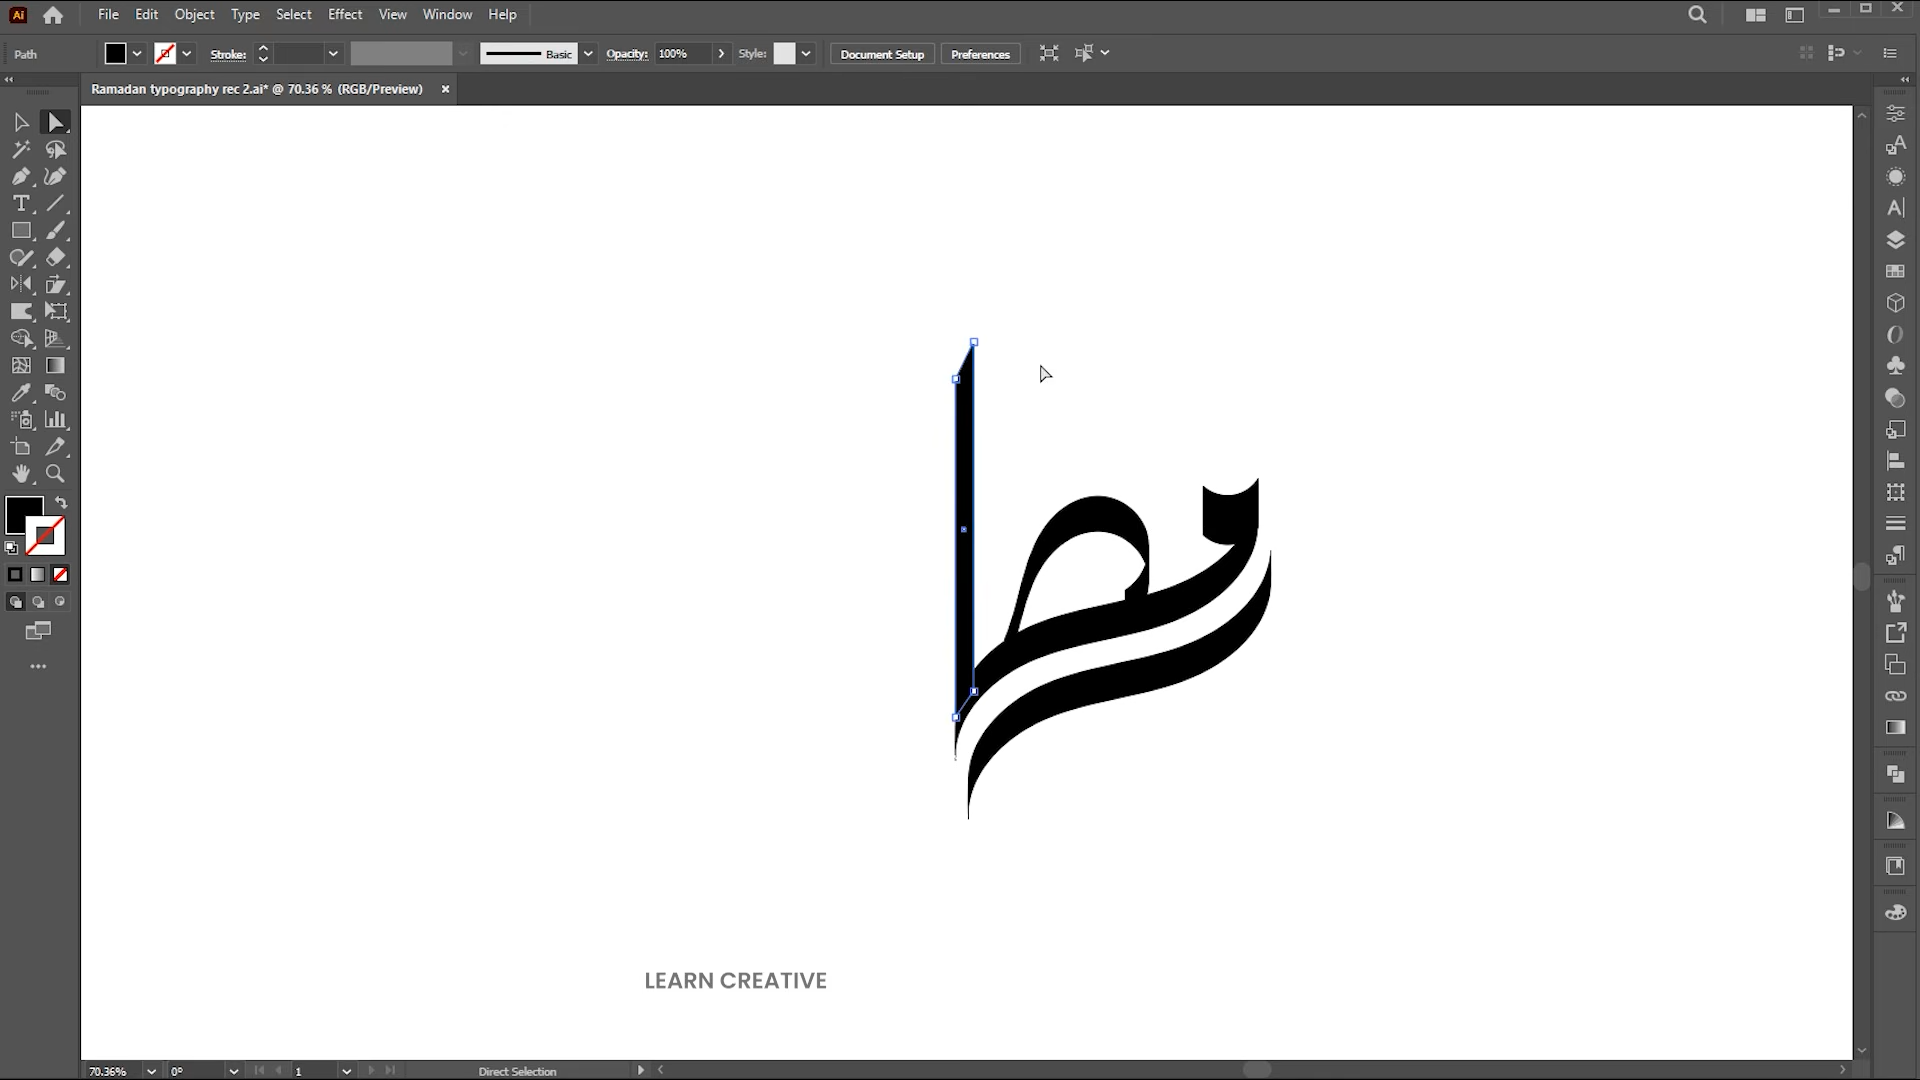 Ai File Edit Object Type Select Effect View Window Help
Path Stroke: Basic Opacity: 100% Style: Document Setup Preferences
Ramadan typography rec 2.ai* @ 70.36 % (RGB/Preview)
LEARN CREATIVE
70.36% 0° 1 Direct Selection